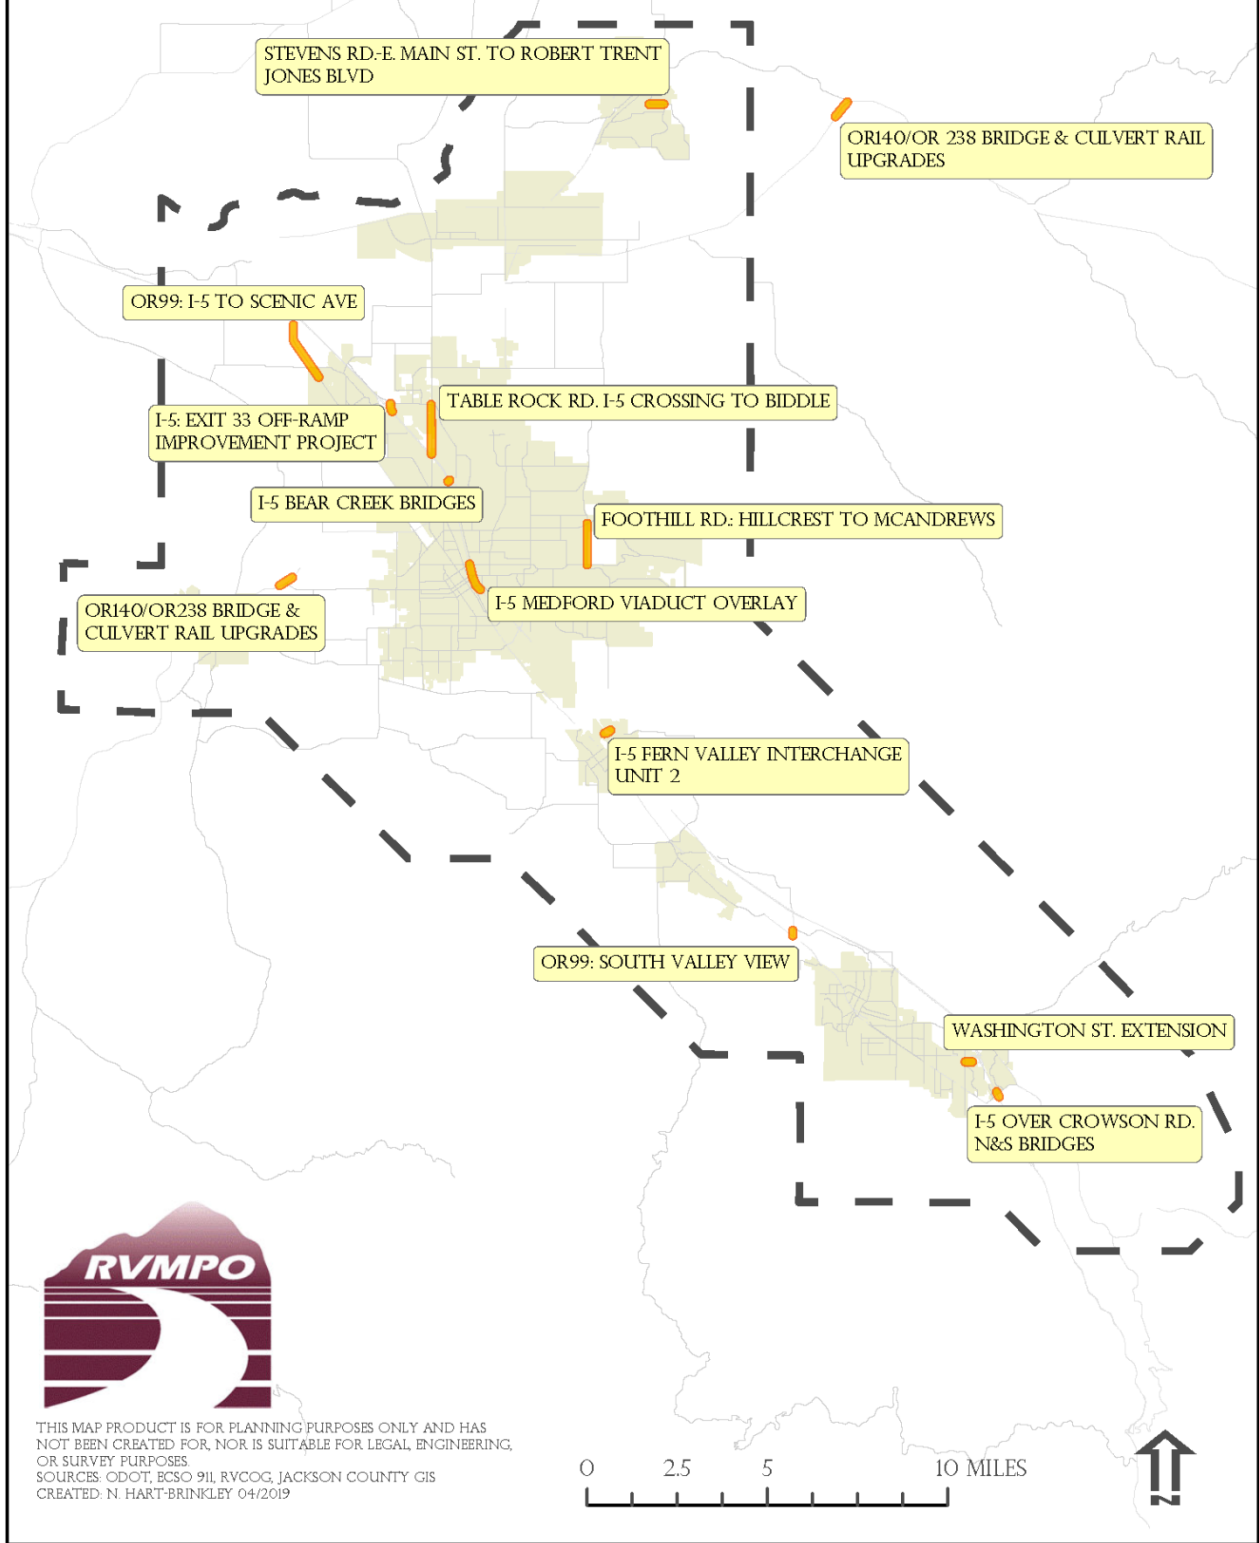 STEVENS RD.-E. MAIN ST. TO ROBERT TRENT
JONES BLVD
OR140/OR 238 BRIDGE & CULVERT RAIL
UPGRADES
OR99: I-5 TO SCENIC AVE
TABLE ROCK RD. I-5 CROSSING TO BIDDLE
I-5: EXIT 33 OFF-RAMP
IMPROVEMENT PROJECT
I-5 BEAR CREEK BRIDGES
FOOTHILL RD.: HILLCREST TO MCANDREWS
I-5 MEDFORD VIADUCT OVERLAY
OR140/OR238 BRIDGE &
CULVERT RAIL UPGRADES
I-5 FERN VALLEY INTERCHANGE
UNIT 2
OR99: SOUTH VALLEY VIEW
WASHINGTON ST. EXTENSION
I-5 OVER CROWSON RD.
N&S BRIDGES
RVMPO
THIS MAP PRODUCT IS FOR PLANNING PURPOSES ONLY AND HAS
NOT BEEN CREATED FOR, NOR IS SUITABLE FOR LEGAL, ENGINEERING,
OR SURVEY PURPOSES.
SOURCES: ODOT, ECSO 911, RVCOG, JACKSON COUNTY GIS
CREATED: N. HART-BRINKLEY 04/2019
0 2.5 5 10 MILES
N